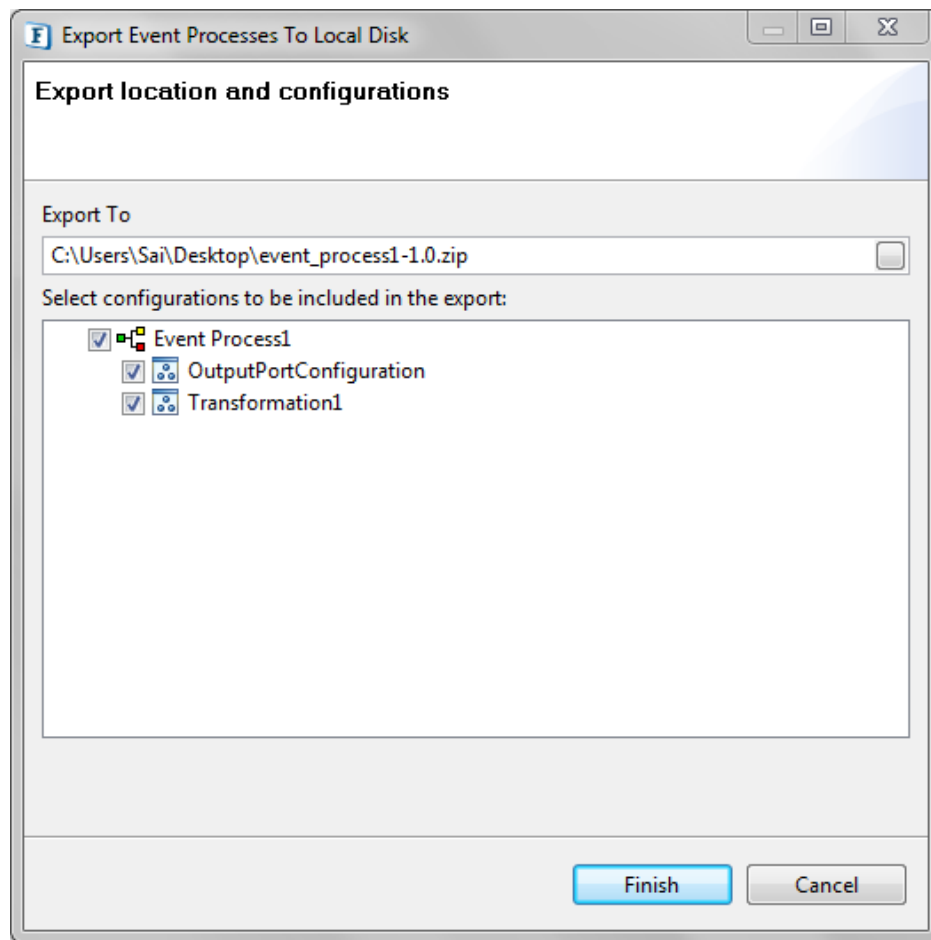 F Export Event Processes To Local Disk
Export location and configurations
Export To
C:\Users\Sai\Desktop\event_process1-1.0.zip
Select configurations to be included in the export:
Event Process1
OutputPortConfiguration
Transformation1
Finish Cancel